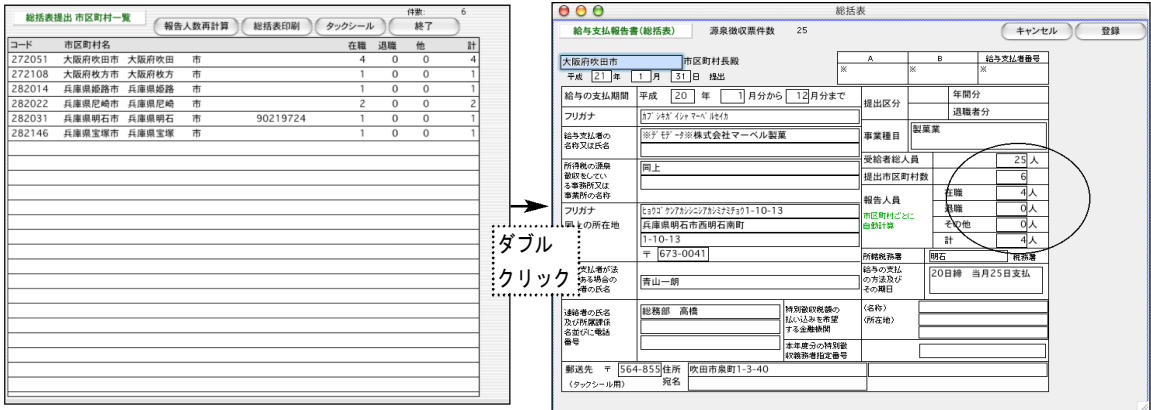 総括表提出 市区町村一覧
報告人数再計算
総括表印刷
タックシール
件数: 6
終了
コード 市区町村名 在職 退職 他 計
272051 大阪府吹田市 大阪府吹田 市 4 0 0 4
272108 大阪府枚方市 大阪府枚方 市 1 0 0 1
282014 兵庫県姫路市 兵庫県姫路 市 1 0 0 1
282022 兵庫県尼崎市 兵庫県尼崎 市 2 0 0 2
282031 兵庫県明石市 兵庫県明石 市 90219724 1 0 0 1
282146 兵庫県宝塚市 兵庫県宝塚 市 1 0 0 1
ダブル
クリック
総括表
給与支払報告書(総括表) 源泉徴収票件数 25
キャンセル
登録
大阪府吹田市 市区町村長殿
平成 21 年 1 月 31 日 提出
A B 給与支払者番号
※ ※ ※
給与の支払期間 平成 20 年 1 月分から 12 月分まで
提出区分 年間分
退職者分
フリガナ ｶﾌﾞｼｷｶﾞｲｼｬ ﾏｰﾍﾞﾙｾｲｶ
給与支払者の
名称又は氏名
※ﾃﾞﾓﾃﾞｰﾀ※株式会社マーベル製菓
事業種目 製菓業
所得税の源泉
徴収をしてい
る事務所又は
事業所の名称
同上
受給者総人員 25 人
提出市区町村数 6
報告人員
市区町村ごとに
自動計算
在職 4 人
退職 0 人
その他 0 人
計 4 人
フリガナ ﾋｮｳｺﾞｹﾝｱｶｼｼﾆｼｱｶｼﾐﾅﾐﾁﾁｮｳ1-10-13
同上の所在地 兵庫県明石市西明石南町
1-10-13
〒 673-0041
所轄税務署 明石 税務署
支払者が法
ある場合の
者の氏名
青山一朗
給与の支払
の方法及び
その期日
20日締 当月25日支払
連絡者の氏名
及び所属課係
名並びに電話
番号
総務部 高橋
特別徴収税額の
払い込みを希望
する金融機関
(名称)
(所在地)
本年度分の特別徴
収義務者指定番号
郵送先 〒 564-855 住所 吹田市泉町1-3-40
(タックシール用) 宛名